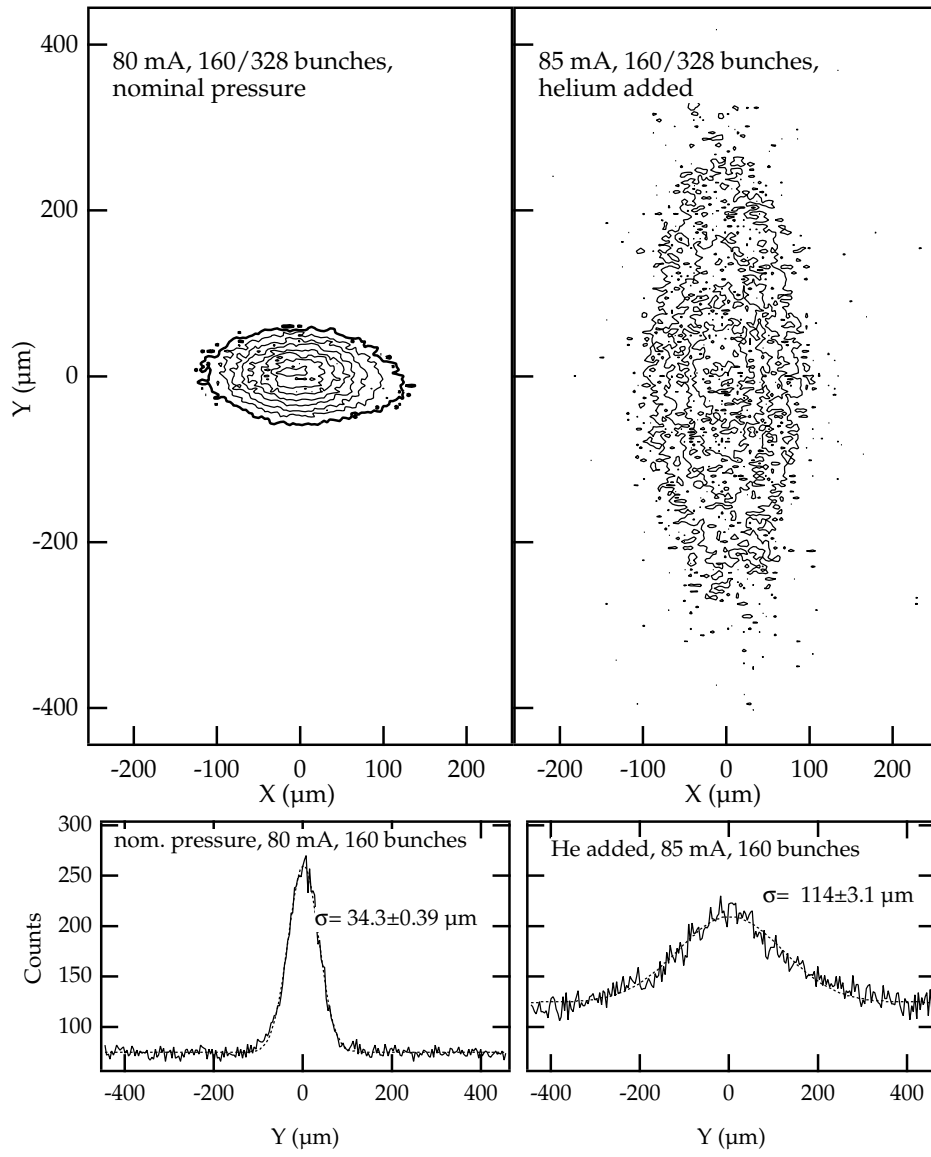 80 mA, 160/328 bunches,
nominal pressure
85 mA, 160/328 bunches,
helium added
400
200
0
-200
-400
Y (µm)
-200 -100 0 100 200
X (µm)
-200 -100 0 100 200
X (µm)
nom. pressure, 80 mA, 160 bunches
σ= 34.3±0.39 µm
300
250
200
150
100
Counts
-400 -200 0 200 400
Y (µm)
He added, 85 mA, 160 bunches
σ= 114±3.1 µm
-400 -200 0 200 400
Y (µm)